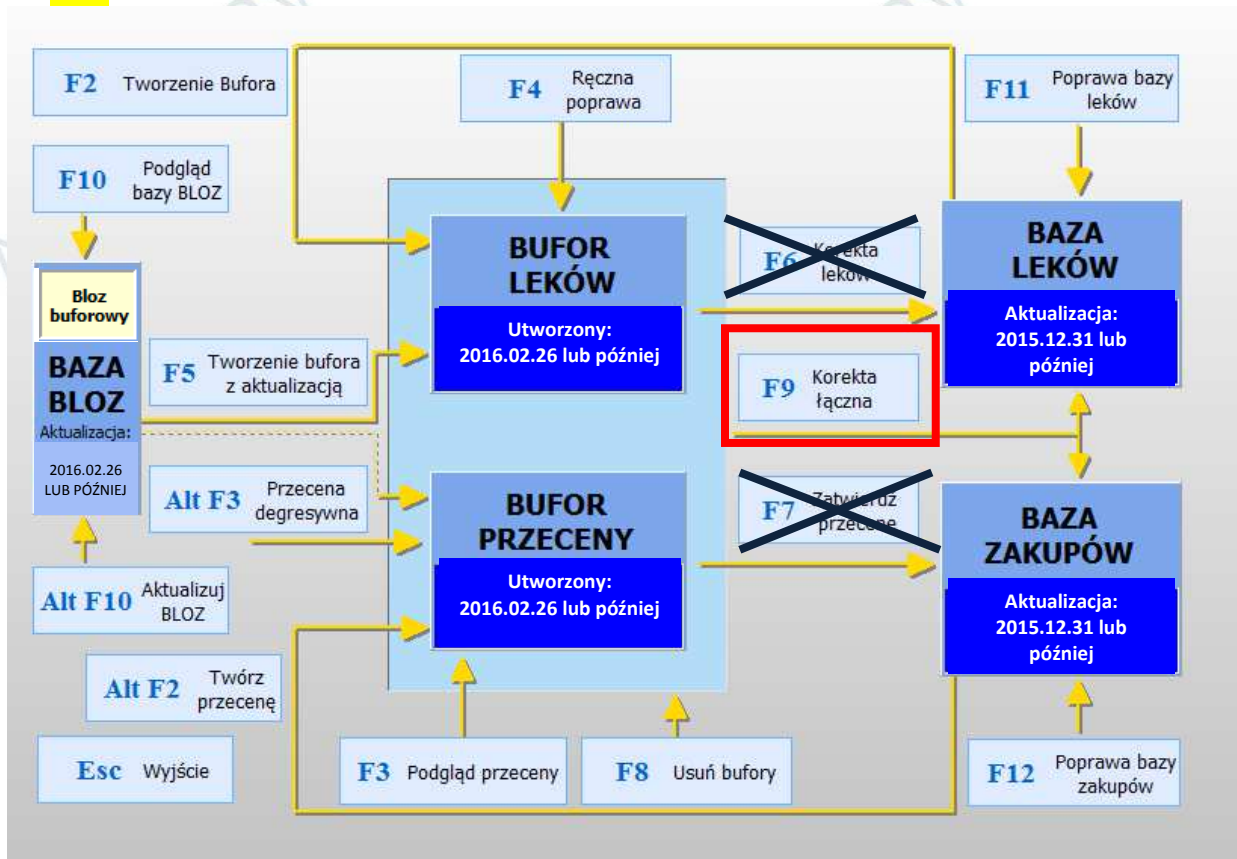 F2 Tworzenie Bufora
F4 Ręczna
poprawa
F11 Poprawa bazy
leków
F10 Podgląd
bazy BLOZ
BUFOR
LEKÓW
Utworzony:
2016.02.26 lub później
F6 Korekta
leków
BAZA
LEKÓW
Aktualizacja:
2015.12.31 lub
później
Bloz
buforowy
BAZA
BLOZ
Aktualizacja:
2016.02.26
LUB PÓŹNIEJ
F5 Tworzenie bufora
z aktualizacją
F9 Korekta
łączna
Alt F3 Przecena
degresywna
BUFOR
PRZECENY
Utworzony:
2016.02.26 lub później
F7 Zatwierdź
przecenę
BAZA
ZAKUPÓW
Aktualizacja:
2015.12.31 lub
później
Alt F10 Aktualizuj
BLOZ
Alt F2 Twórz
przecenę
Esc Wyjście
F3 Podgląd przeceny
F8 Usuń bufory
F12 Poprawa bazy
zakupów